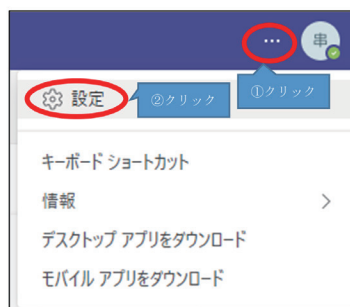 … 串
設定
②クリック
①クリック
キーボード ショートカット
情報
デスクトップ アプリをダウンロード
モバイル アプリをダウンロード